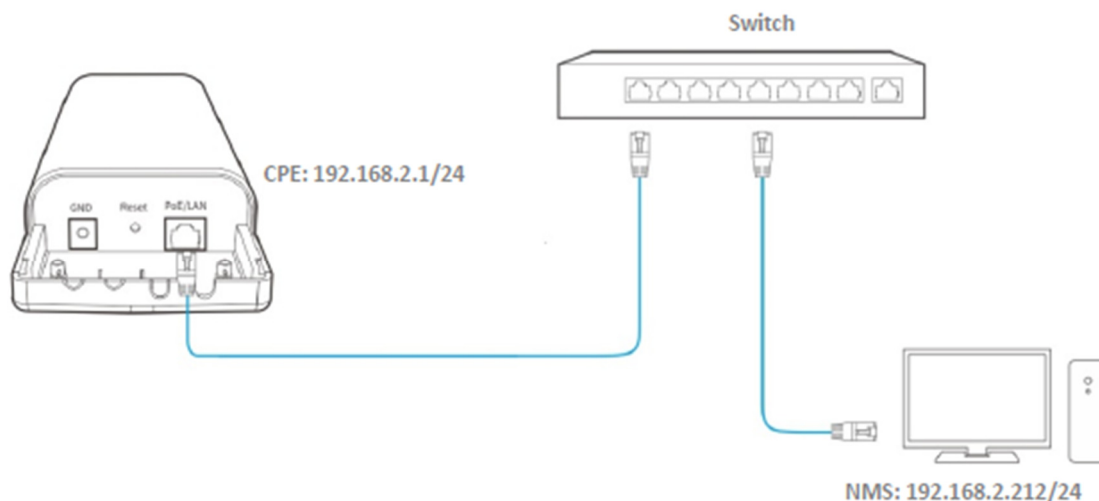 Switch
CPE: 192.168.2.1/24
GND Reset PoE/LAN
NMS: 192.168.2.212/24